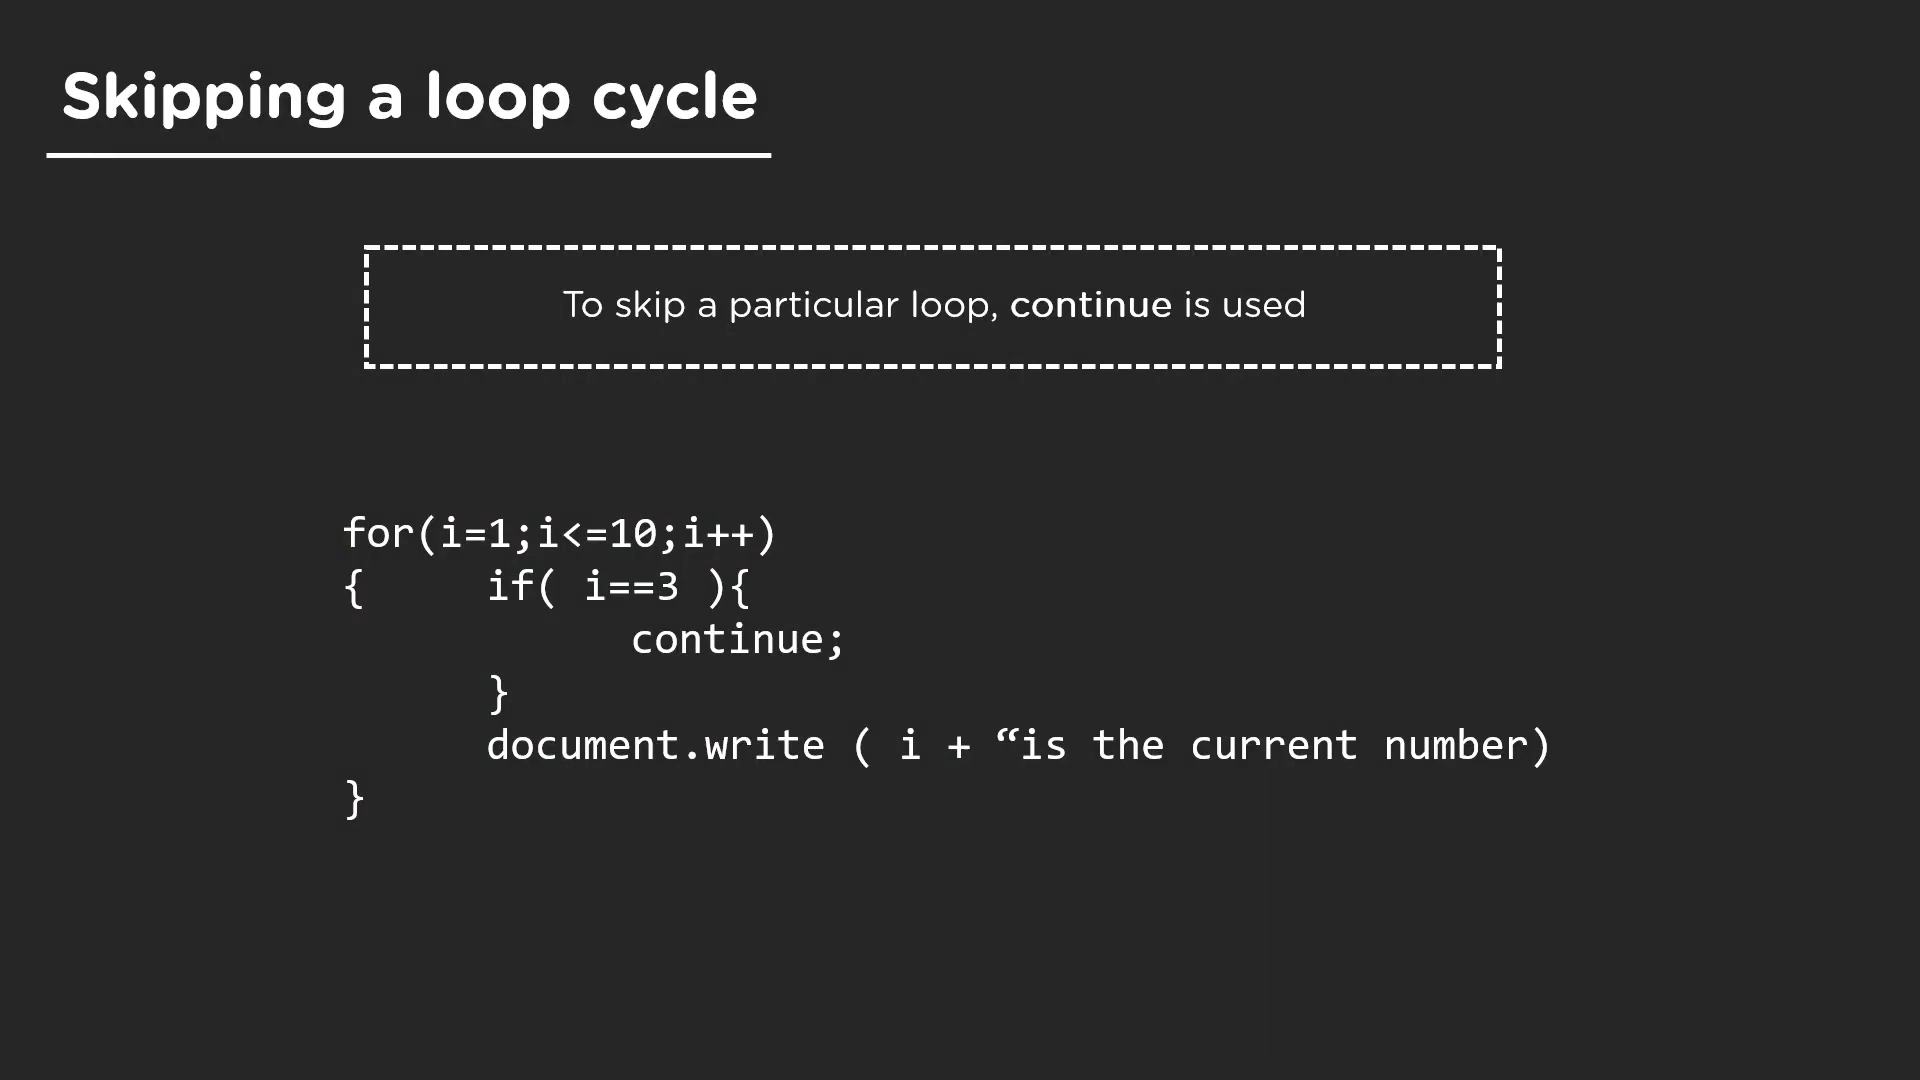 Skipping a loop cycle
To skip a particular loop, continue is used
for(i=1;i<=10;i++)
{     if( i==3 ){
            continue;
      }
      document.write ( i + “is the current number)
}